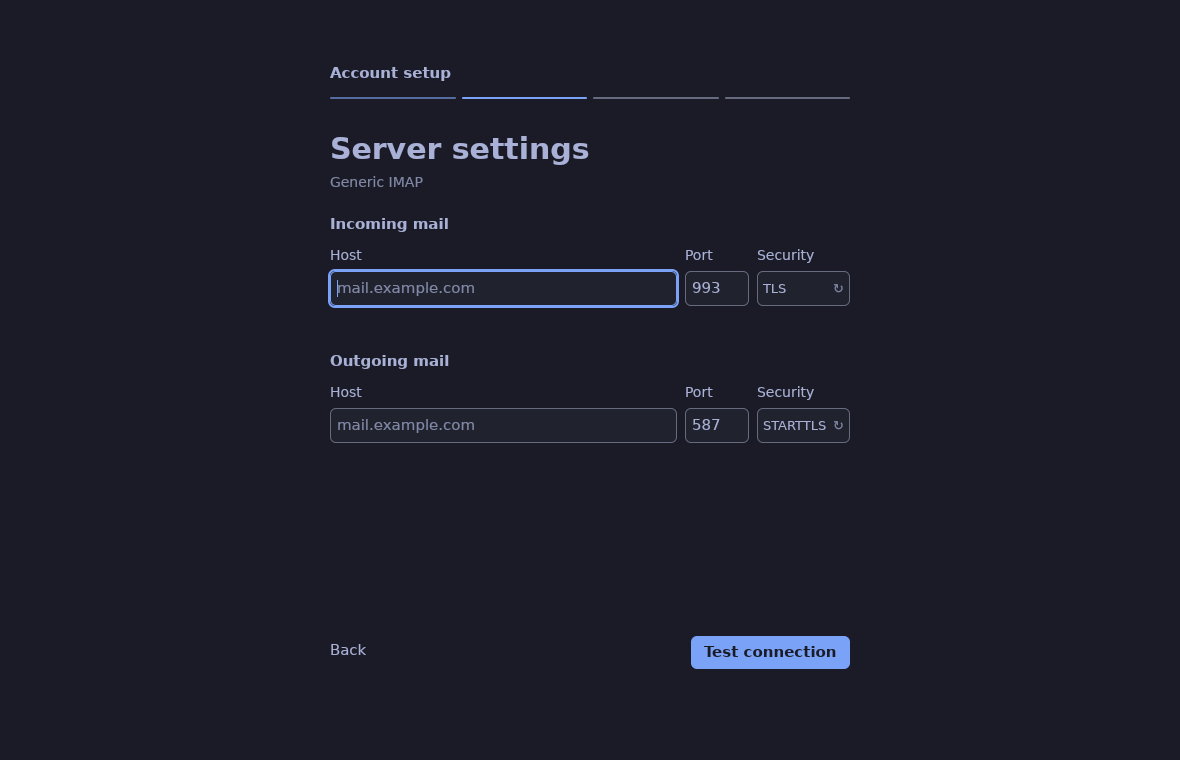 Account setup
Server settings
Generic IMAP
Incoming mail
Host Port Security
mail.example.com 993 TLS ↻
Outgoing mail
Host Port Security
mail.example.com 587 STARTTLS ↻
Back Test connection